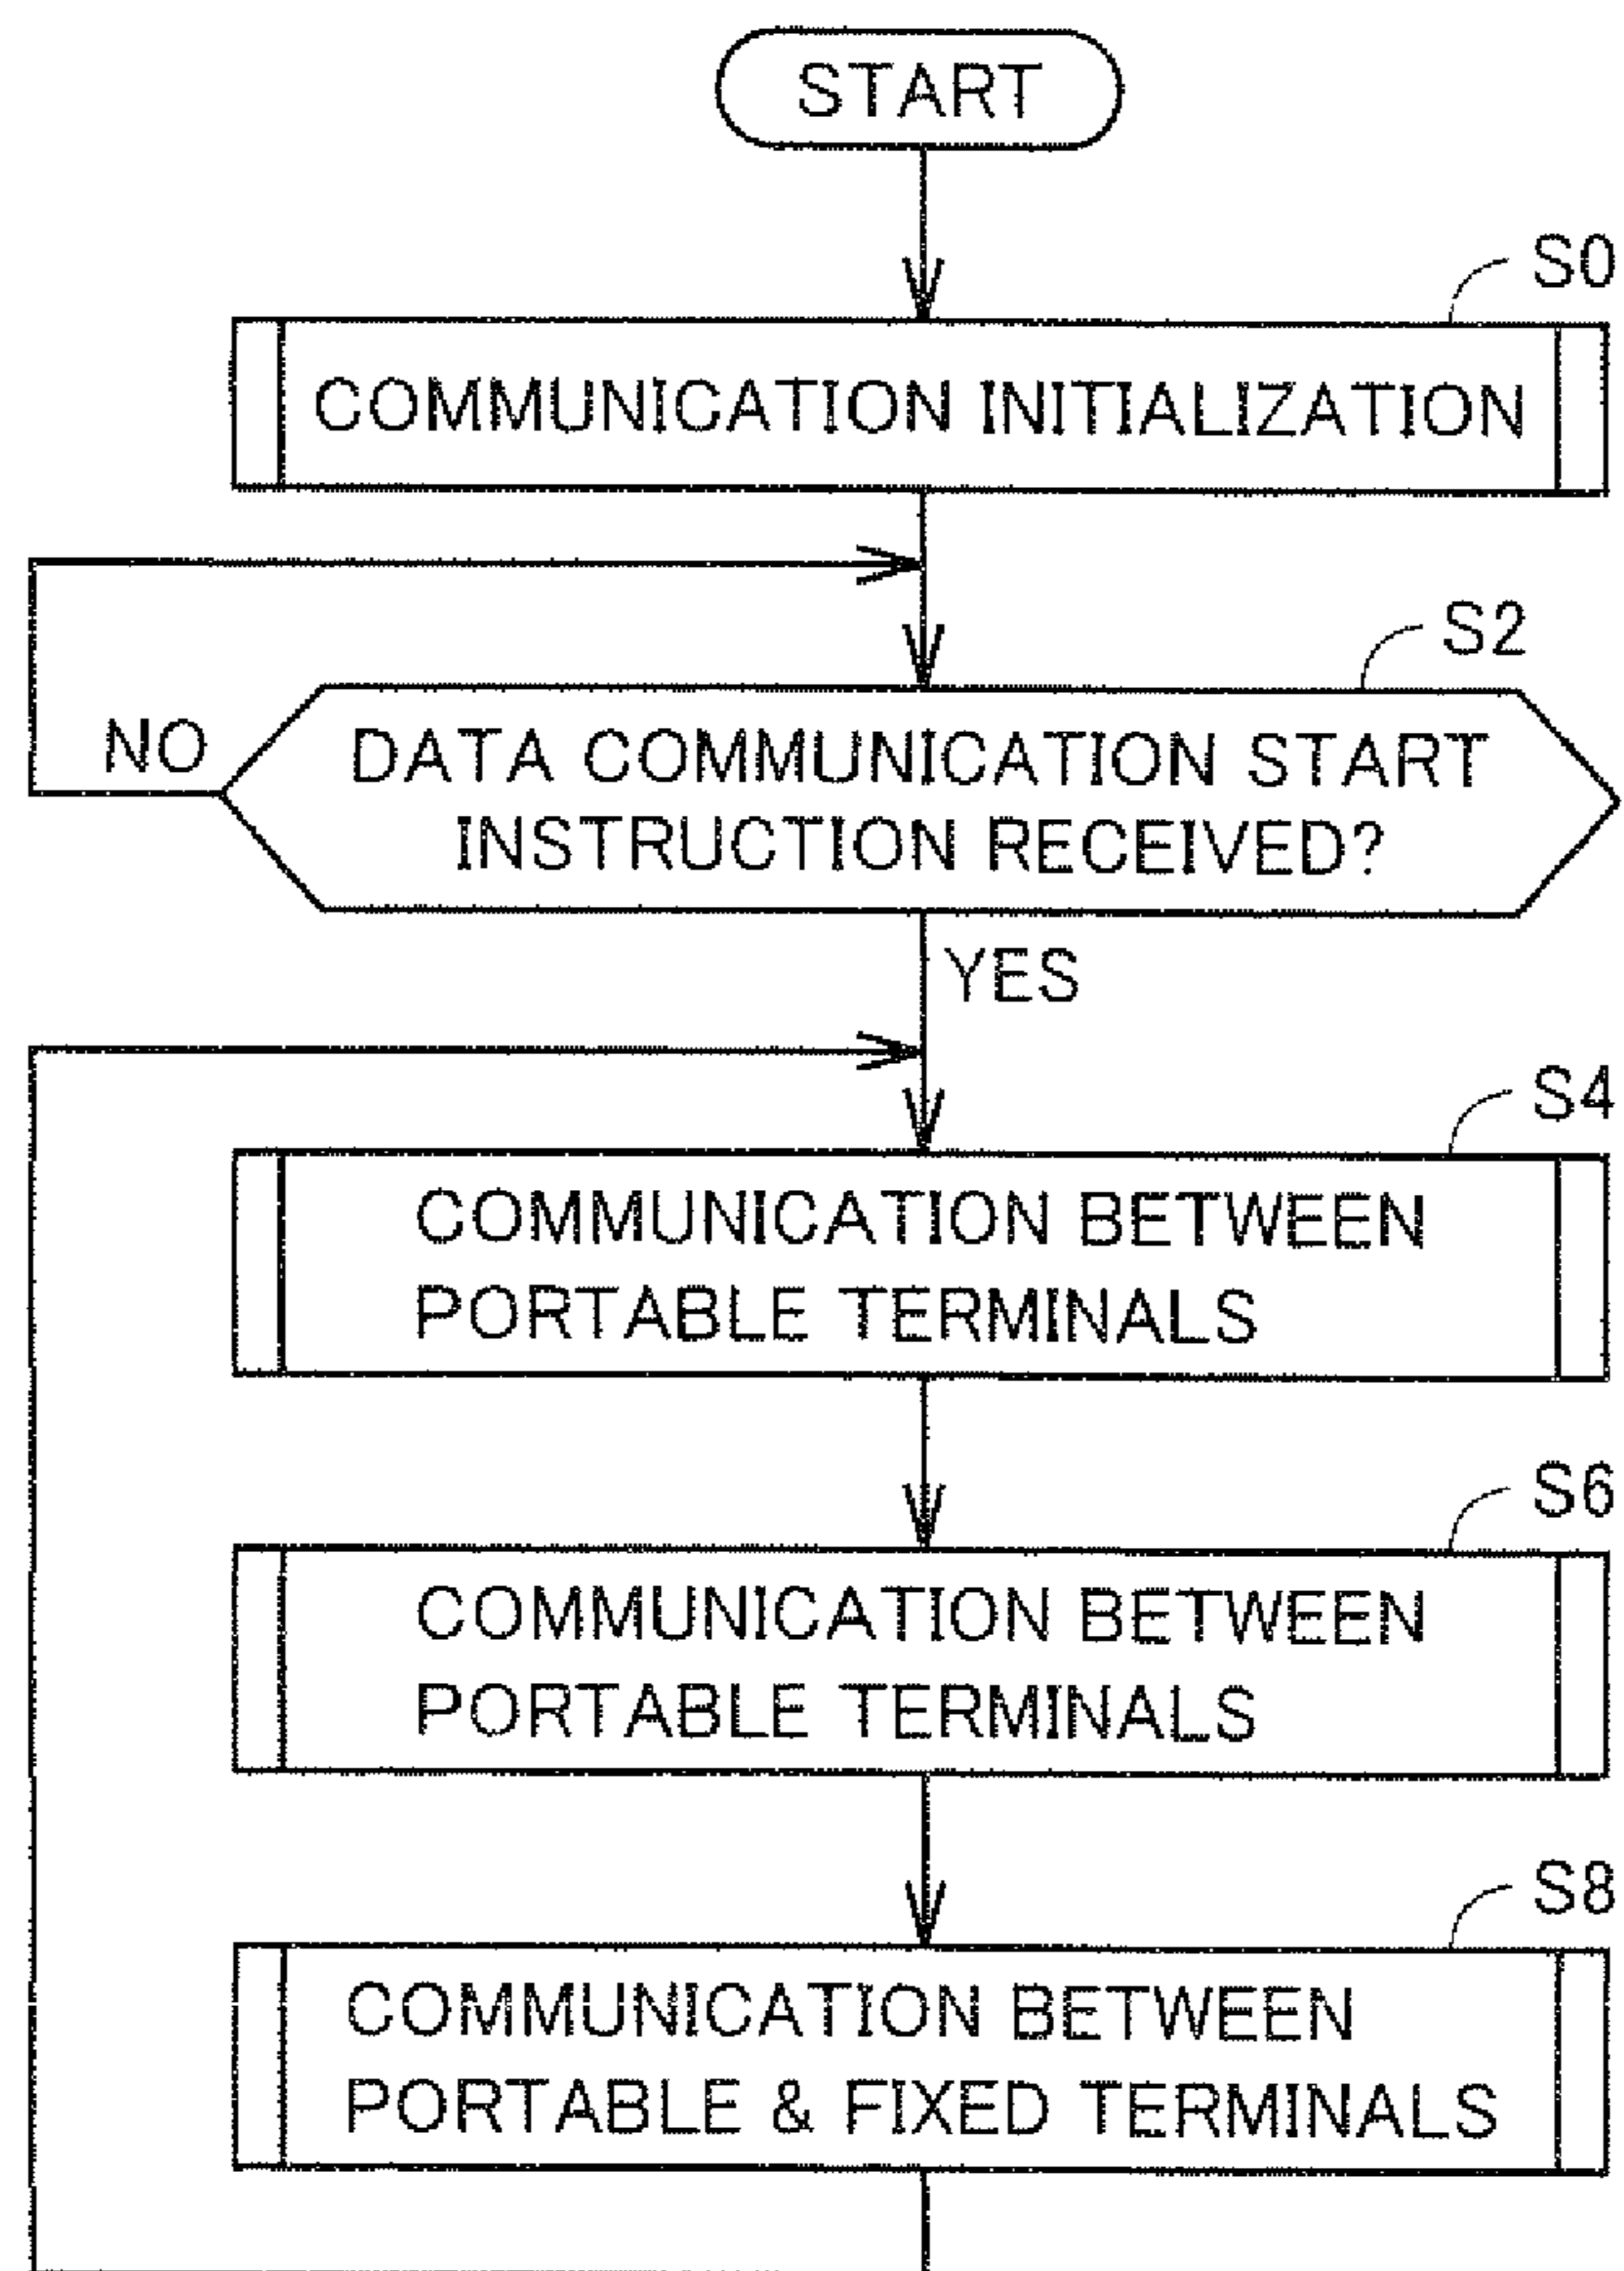 START
S0
COMMUNICATION INITIALIZATION
S2
NO
DATA COMMUNICATION START
INSTRUCTION RECEIVED?
YES
S4
COMMUNICATION BETWEEN
PORTABLE TERMINALS
S6
COMMUNICATION BETWEEN
PORTABLE TERMINALS
S8
COMMUNICATION BETWEEN
PORTABLE & FIXED TERMINALS